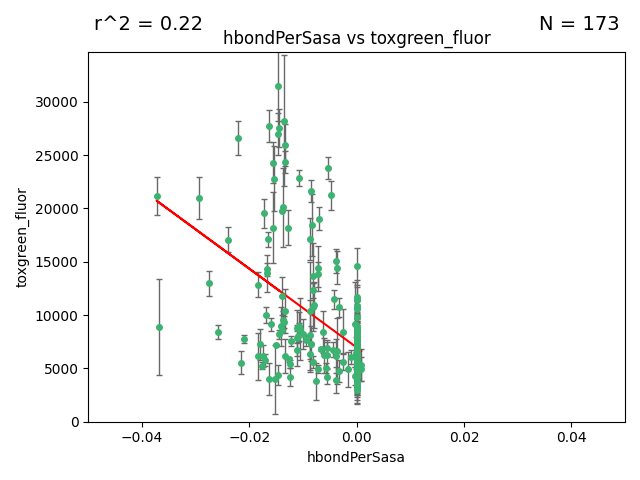 r^2 = 0.22
N = 173
hbondPerSasa vs toxgreen_fluor
toxgreen_fluor
30000
25000
20000
15000
10000
5000
0
−0.04
−0.02
0.00
0.02
0.04
hbondPerSasa